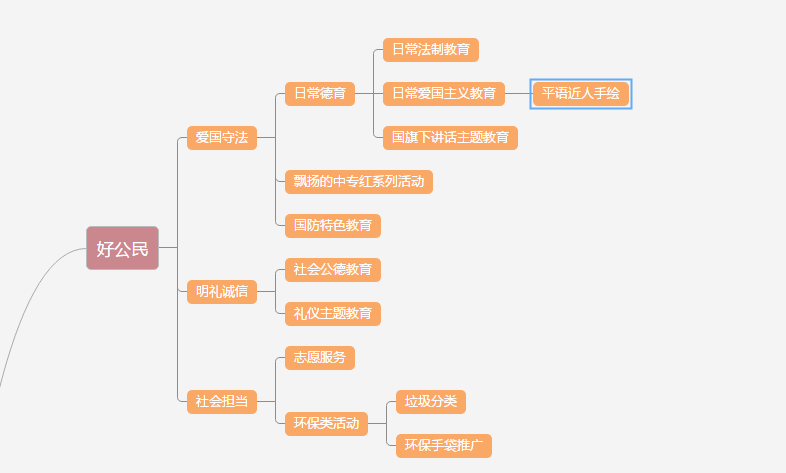 好公民
爱国守法
日常德育
日常法制教育
日常爱国主义教育
平语近人手绘
国旗下讲话主题教育
飘扬的中专红系列活动
国防特色教育
明礼诚信
社会公德教育
礼仪主题教育
社会担当
志愿服务
环保类活动
垃圾分类
环保手袋推广